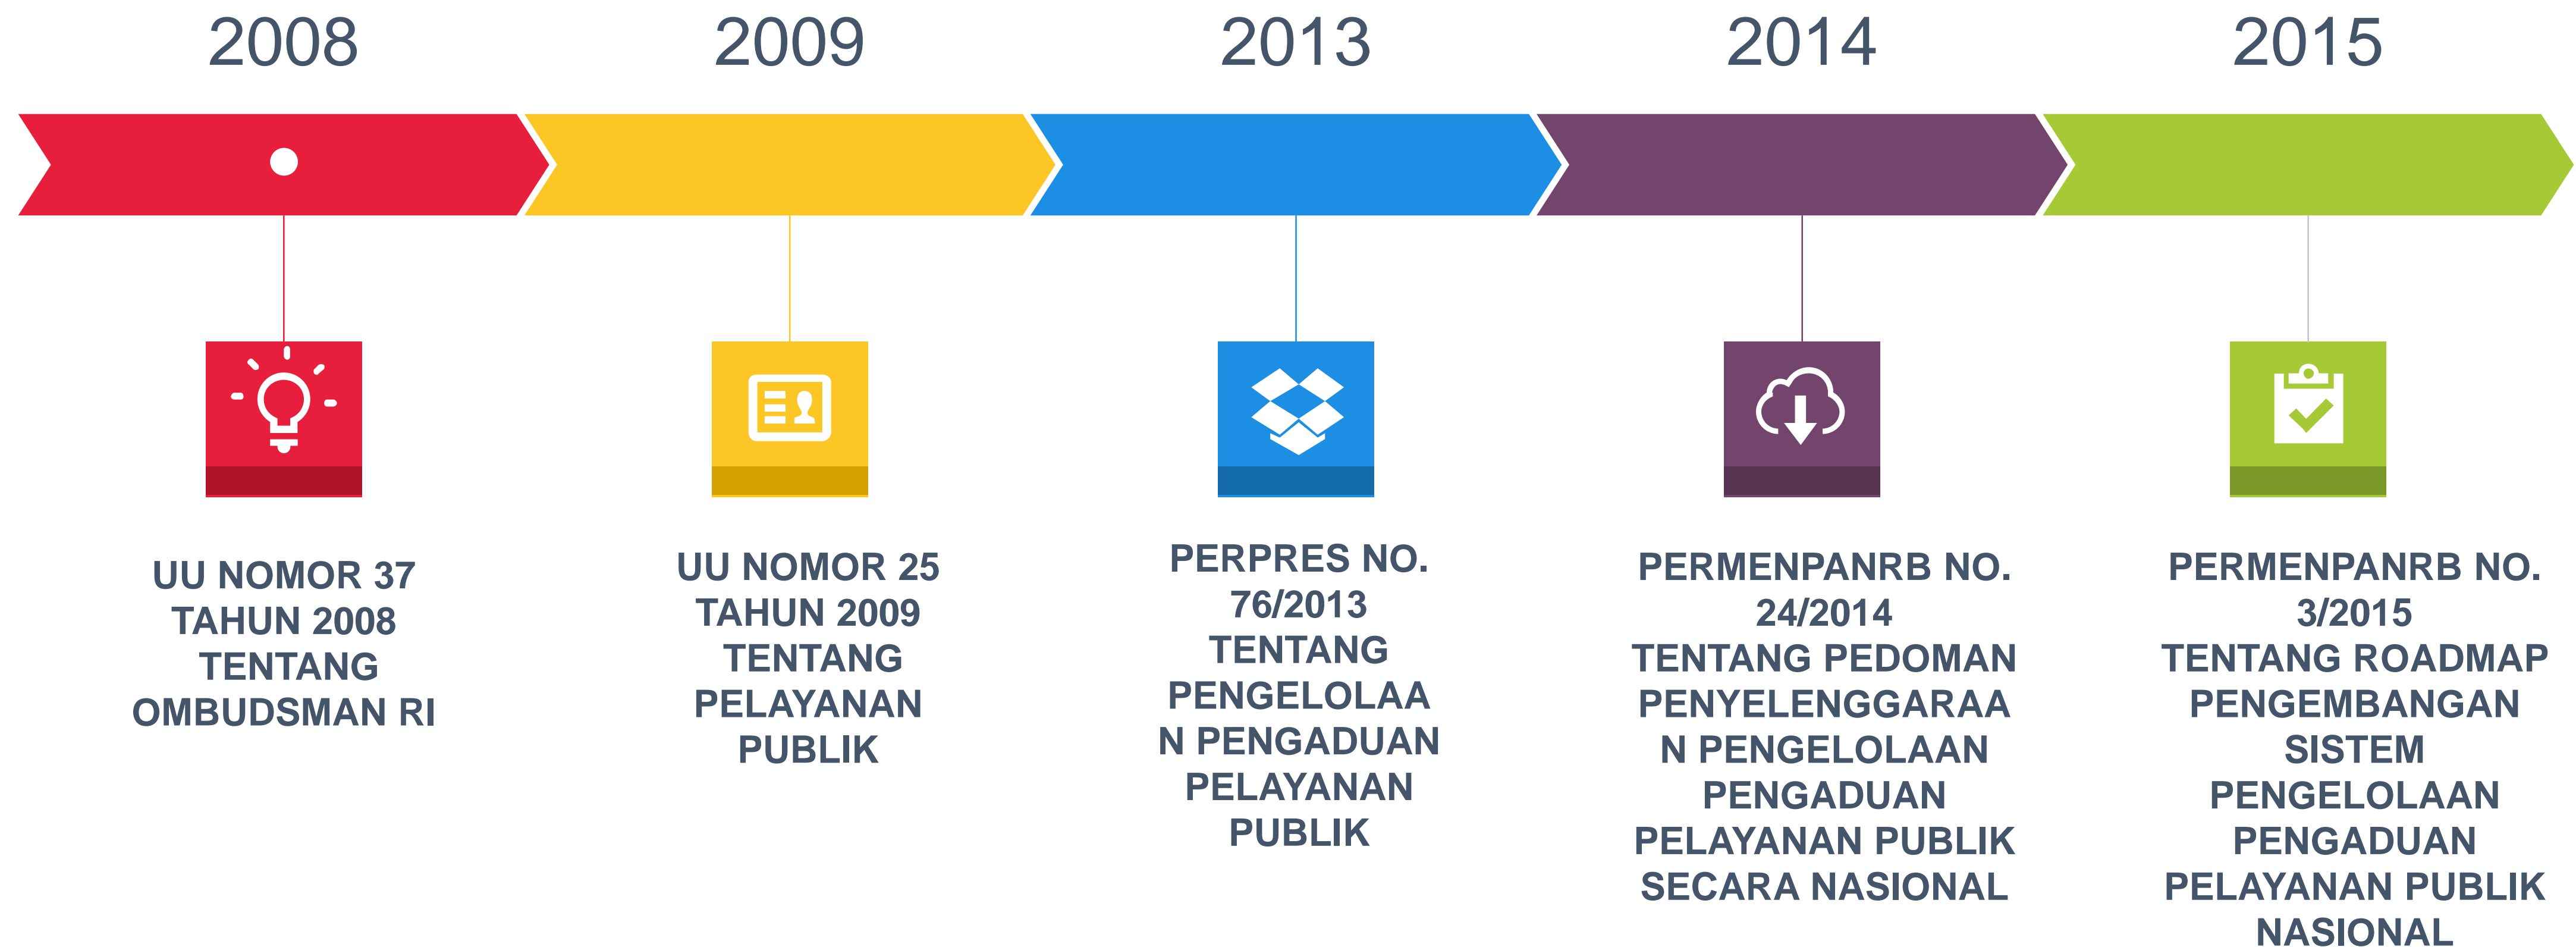 2008
2009
2013
2014
2015
UU NOMOR 37
TAHUN 2008
TENTANG
OMBUDSMAN RI
UU NOMOR 25
TAHUN 2009
TENTANG
PELAYANAN
PUBLIK
PERPRES NO.
76/2013
TENTANG
PENGELOLAA
N PENGADUAN
PELAYANAN
PUBLIK
PERMENPANRB NO.
24/2014
TENTANG PEDOMAN
PENYELENGGARAA
N PENGELOLAAN
PENGADUAN
PELAYANAN PUBLIK
SECARA NASIONAL
PERMENPANRB NO.
3/2015
TENTANG ROADMAP
PENGEMBANGAN
SISTEM
PENGELOLAAN
PENGADUAN
PELAYANAN PUBLIK
NASIONAL